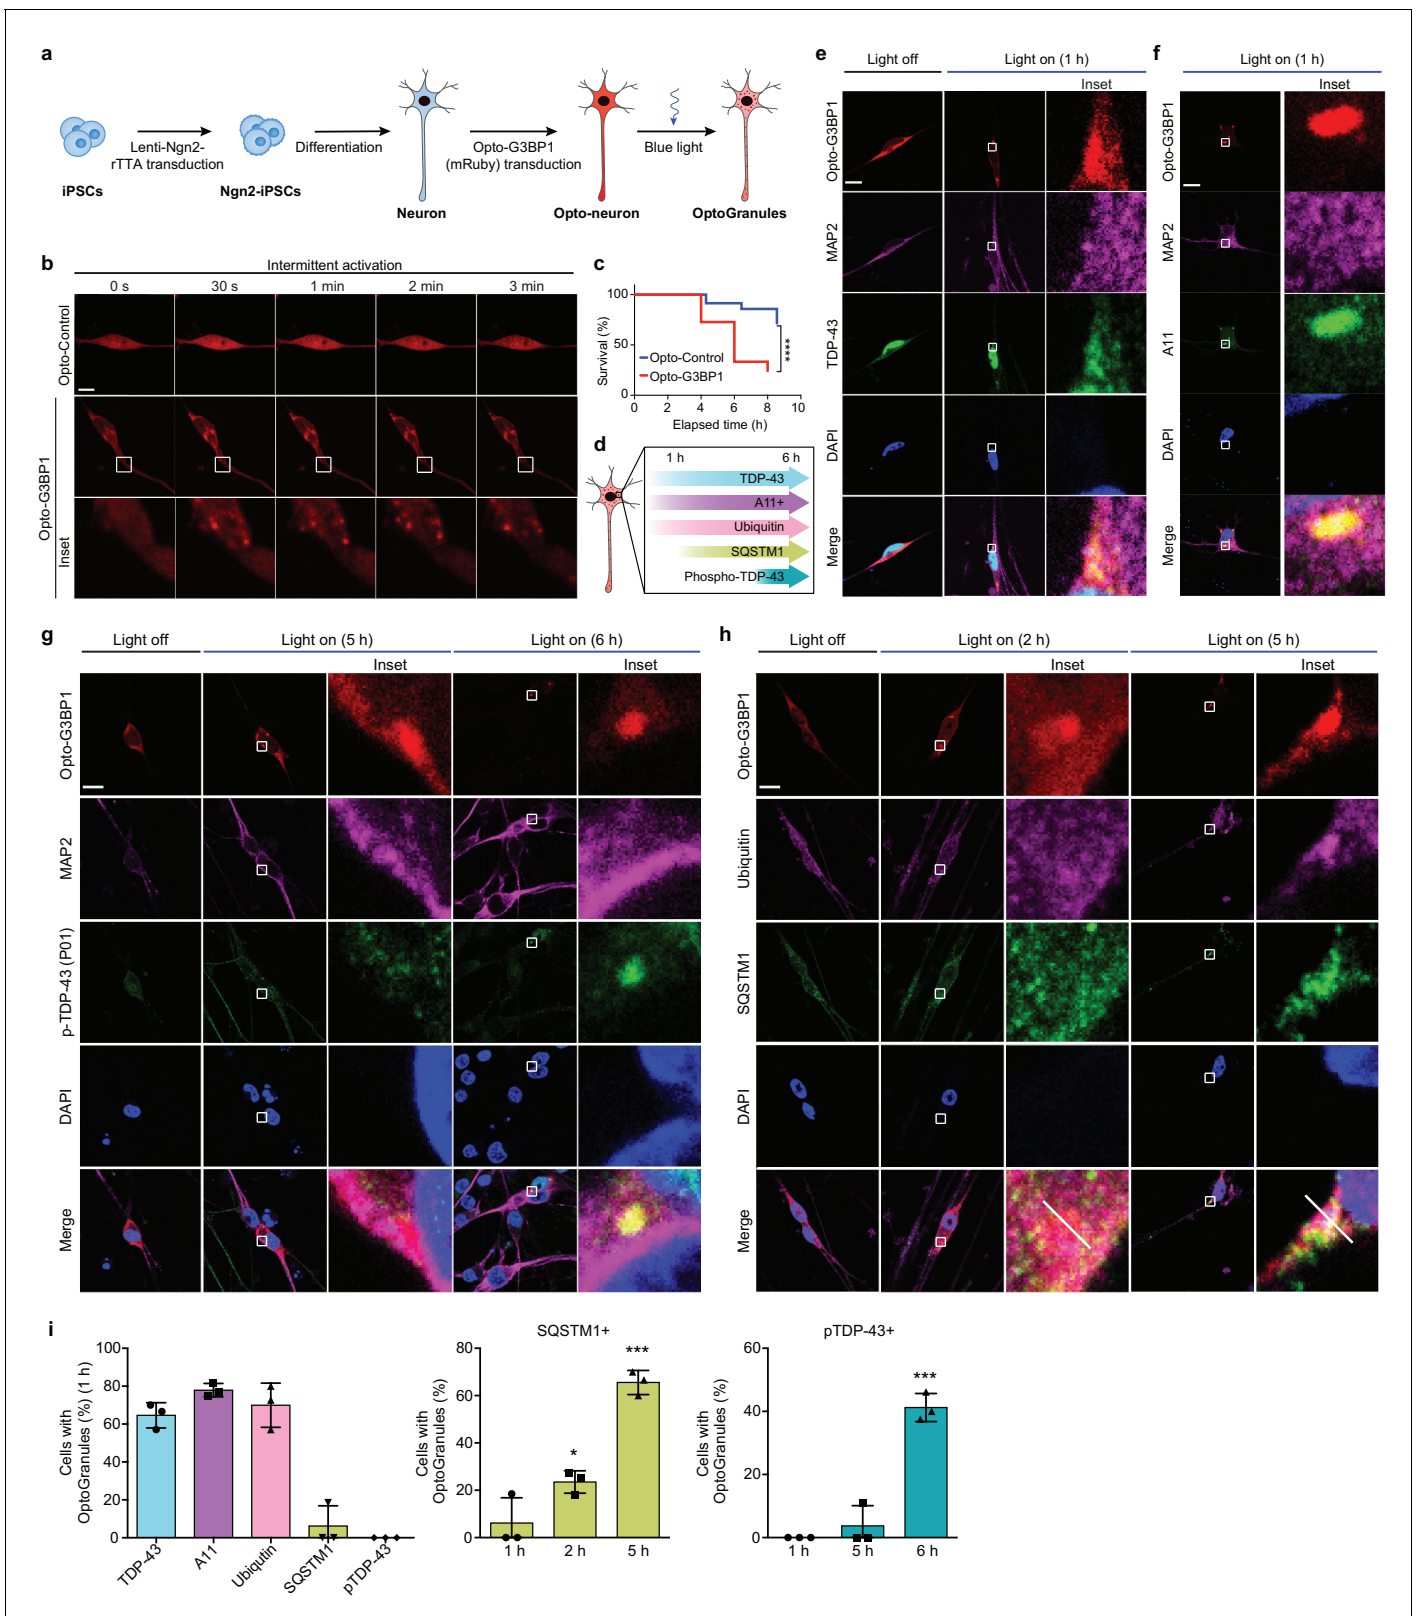 a
iPSCs
Lenti-Ngn2-
rTTA transduction
Ngn2-iPSCs
Differentiation
Neuron
Opto-G3BP1
(mRuby) transduction
Opto-neuron
Blue light
OptoGranules
b
Intermittent activation
0 s 30 s 1 min 2 min 3 min
Opto-Control
Opto-G3BP1
Inset
c
Survival (%)
100
50
0
Opto-Control
Opto-G3BP1
****
0 2 4 6 8 10
Elapsed time (h)
d
1 h 6 h
TDP-43
A11+
Ubiquitin
SQSTM1
Phospho-TDP-43
e
Light off Light on (1 h)
Inset
Opto-G3BP1
MAP2
TDP-43
DAPI
Merge
f
Light on (1 h)
Inset
Opto-G3BP1
MAP2
A11
DAPI
Merge
g
Light off Light on (5 h) Light on (6 h)
Inset Inset
Opto-G3BP1
MAP2
p-TDP-43 (P01)
DAPI
Merge
h
Light off Light on (2 h) Light on (5 h)
Inset Inset
Opto-G3BP1
Ubiquitin
SQSTM1
DAPI
Merge
i
Cells with
OptoGranules (%) (1 h)
100
80
60
40
20
0
TDP-43 A11 Ubiqutin SQSTM1 pTDP-43
SQSTM1+
Cells with
OptoGranules (%)
80
60
40
20
0
* ***
1 h 2 h 5 h
pTDP-43+
Cells with
OptoGranules (%)
60
40
20
0
***
1 h 5 h 6 h